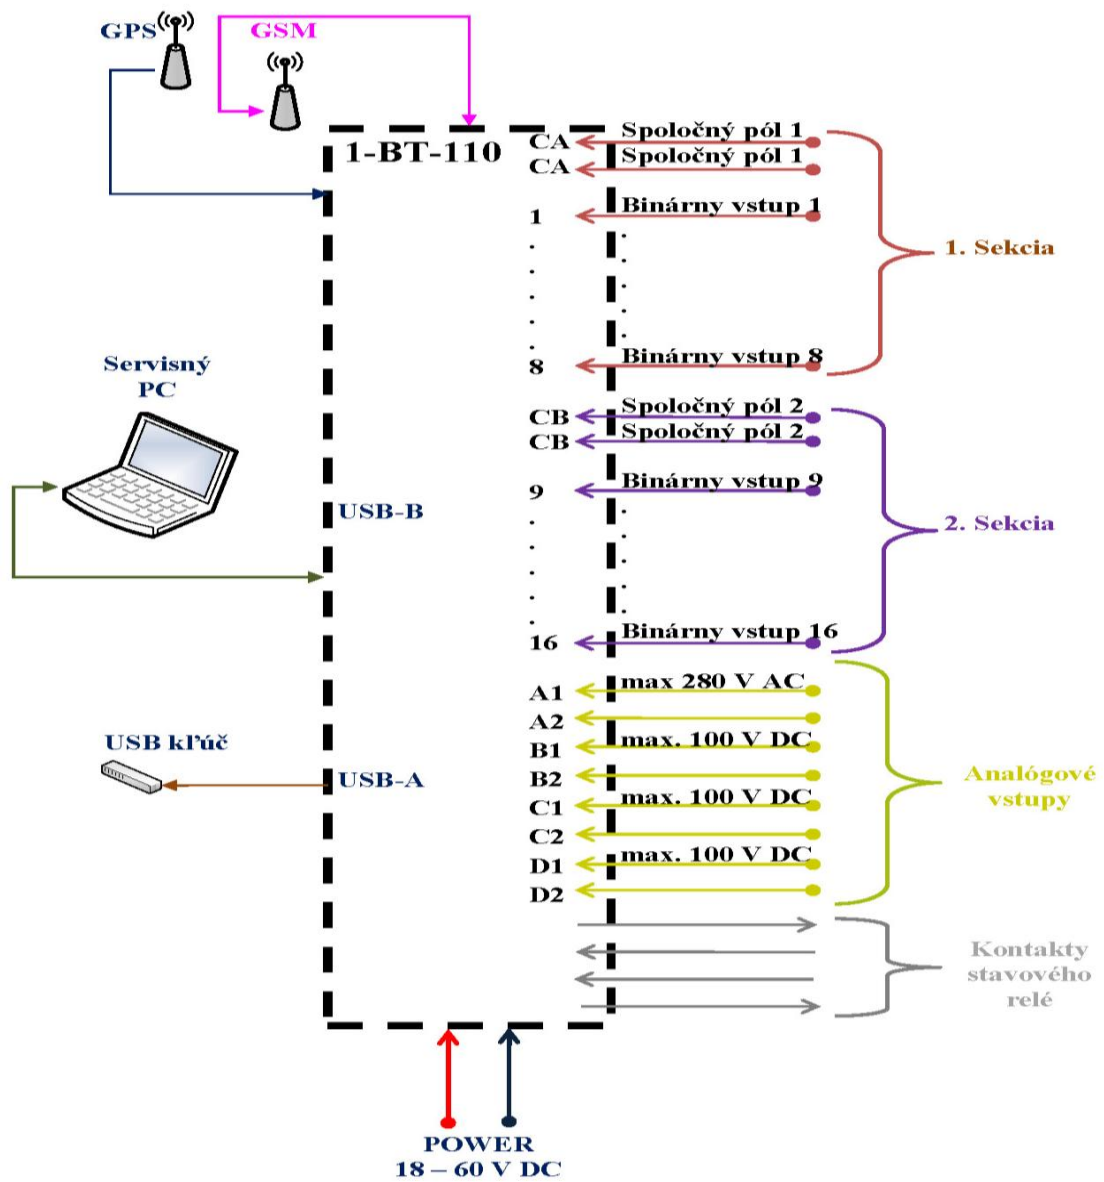 GPS
GSM
1-BT-110
CA
Spoločný pól 1
CA
Spoločný pól 1
1
Binárny vstup 1
.
.
.
.
.
.
.
.
.
.
8
Binárny vstup 8
1. Sekcia
Servisný
PC
USB-B
CB
Spoločný pól 2
CB
Spoločný pól 2
9
Binárny vstup 9
.
.
.
.
.
.
.
.
.
.
16
Binárny vstup 16
2. Sekcia
USB kľúč
USB-A
A1
max 280 V AC
A2
B1
max. 100 V DC
B2
C1
max. 100 V DC
C2
D1
max. 100 V DC
D2
Analógové
vstupy
Kontakty
stavového
relé
POWER
18 – 60 V DC